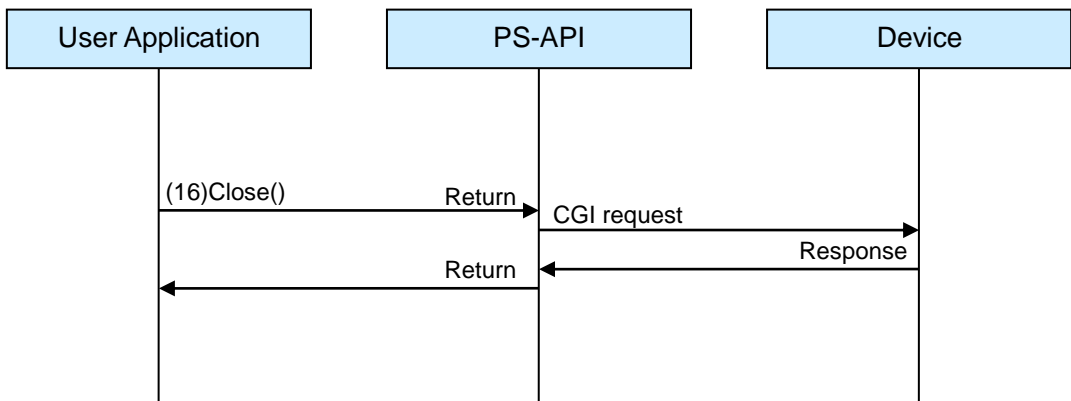 User Application
PS-API
Device
(16)Close()
Return
CGI request
Response
Return